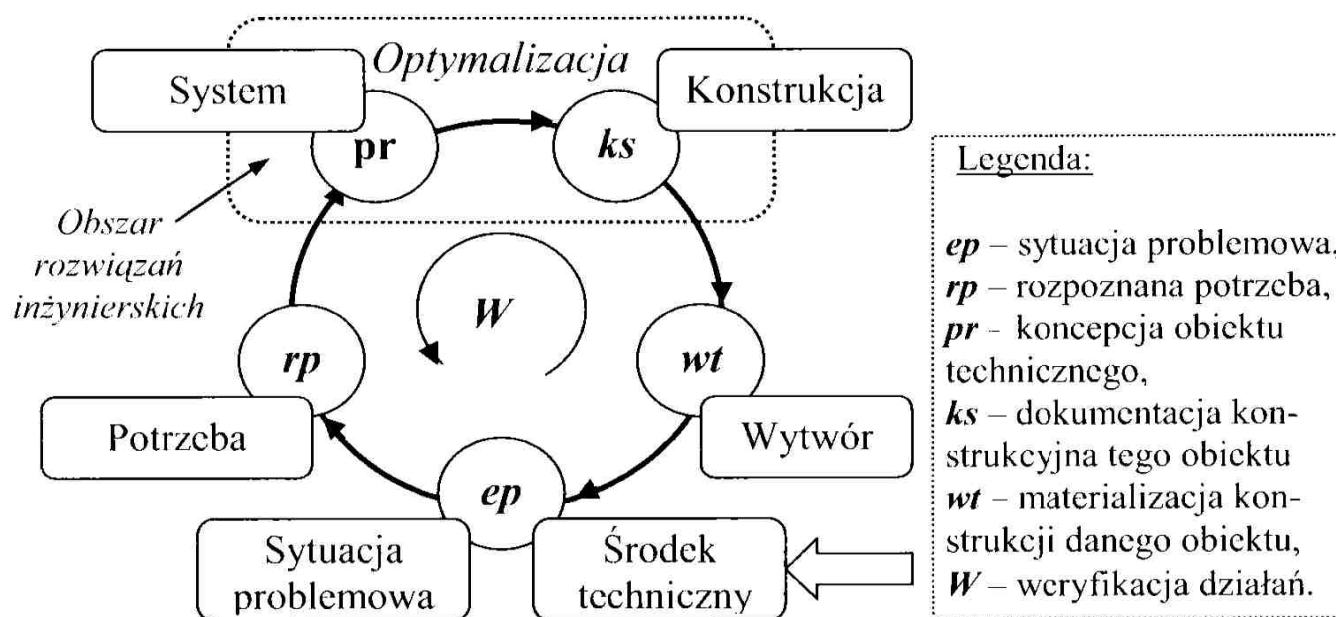 Optymalizacja
System
Konstrukcja
pr
ks
Obszar
rozwiązań
inżynierskich
W
rp
wt
Potrzeba
Wytwór
ep
Sytuacja
problemowa
Środek
techniczny
Legenda:
ep – sytuacja problemowa,
rp – rozpoznana potrzeba,
pr - koncepcja obiektu
technicznego,
ks – dokumentacja kon-
strukcyjna tego obiektu
wt – materializacja kon-
strukcji danego obiektu,
W – weryfikacja działań.